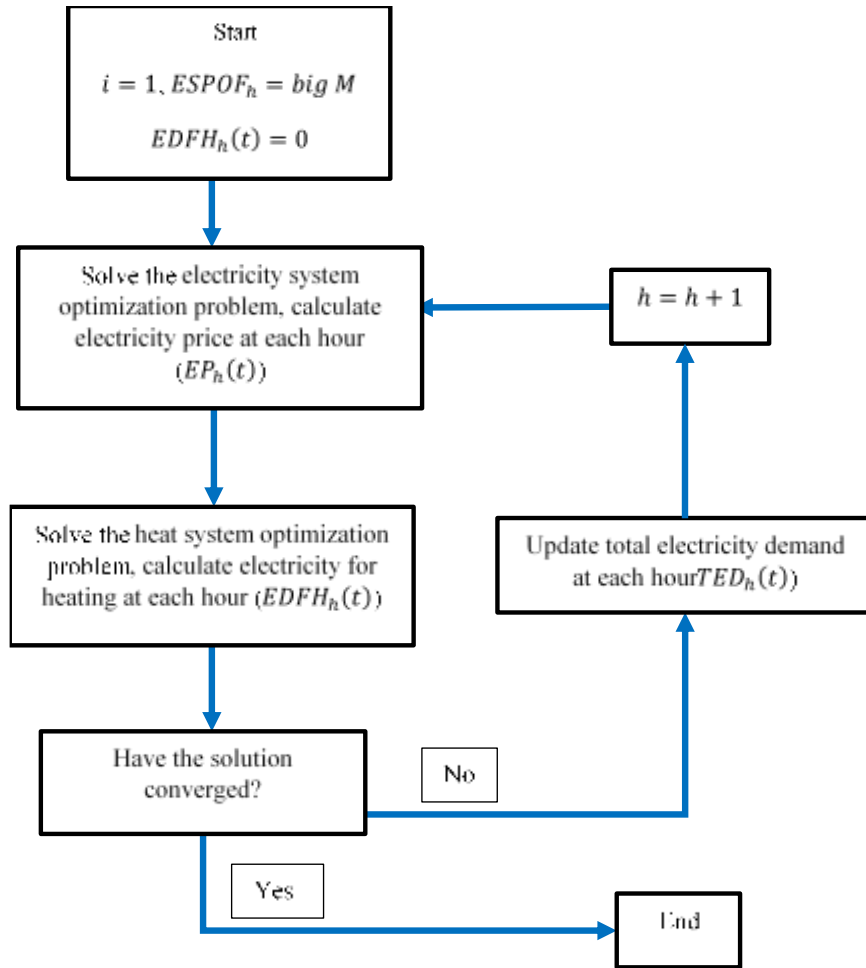 Start
i = 1, ESPOF_h = big M
EDFH_h(t) = 0
Solve the electricity system
optimization problem, calculate
electricity price at each hour
(EP_h(t))
h = h + 1
Solve the heat system optimization
problem, calculate electricity for
heating at each hour (EDFH_h(t))
Update total electricity demand
at each hourTED_h(t))
Have the solution
converged?
No
Yes
End